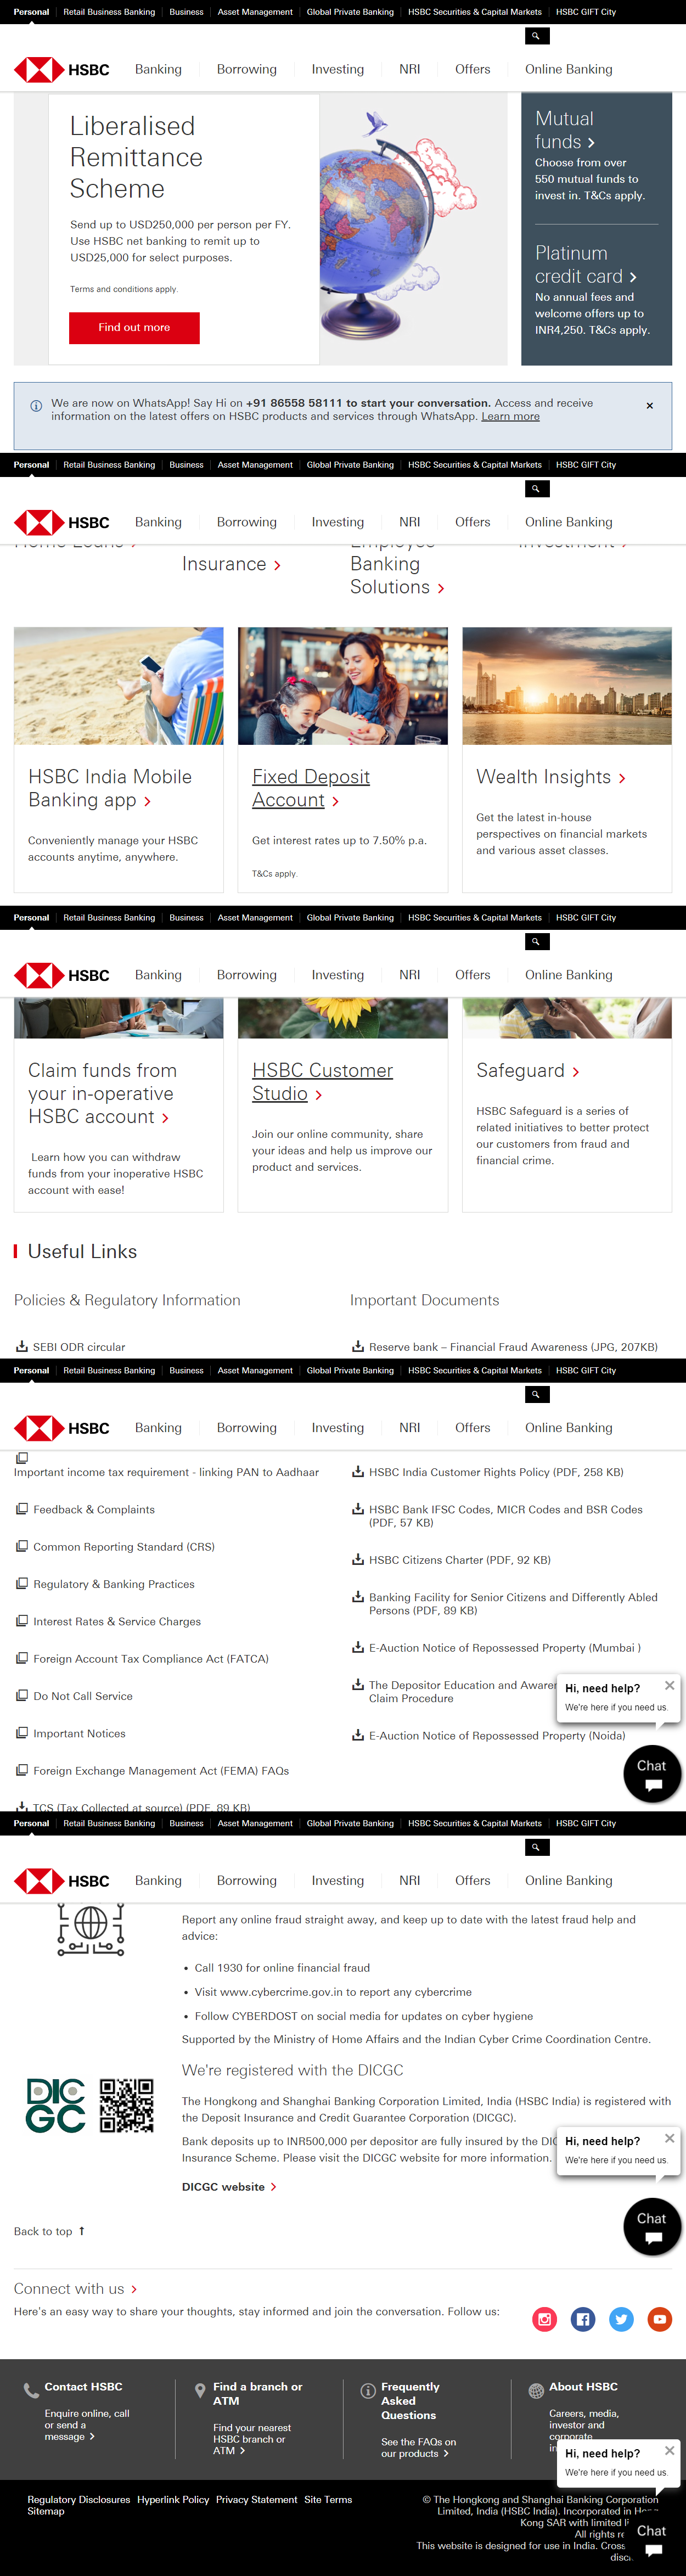 Personal Retail Business Banking Business Asset Management Global Private Banking HSBC Securities & Capital Markets HSBC GIFT City
HSBC Banking Borrowing Investing NRI Offers Online Banking
Liberalised
Remittance
Scheme
Send up to USD250,000 per person per FY.
Use HSBC net banking to remit up to
USD25,000 for select purposes.
Terms and conditions apply.
Find out more
Mutual
funds
Choose from over
550 mutual funds to
invest in. T&Cs apply.
Platinum
credit card
No annual fees and
welcome offers up to
INR4,250. T&Cs apply.
We are now on WhatsApp! Say Hi on +91 86558 58111 to start your conversation. Access and receive
information on the latest offers on HSBC products and services through WhatsApp. Learn more
Personal Retail Business Banking Business Asset Management Global Private Banking HSBC Securities & Capital Markets HSBC GIFT City
HSBC Banking Borrowing Investing NRI Offers Online Banking
Home Loans
Insurance
Employee
Banking
Solutions
Investment
HSBC India Mobile
Banking app
Conveniently manage your HSBC
accounts anytime, anywhere.
Fixed Deposit
Account
Get interest rates up to 7.50% p.a.
T&Cs apply.
Wealth Insights
Get the latest in-house
perspectives on financial markets
and various asset classes.
Personal Retail Business Banking Business Asset Management Global Private Banking HSBC Securities & Capital Markets HSBC GIFT City
HSBC Banking Borrowing Investing NRI Offers Online Banking
Claim funds from
your in-operative
HSBC account
Learn how you can withdraw
funds from your inoperative HSBC
account with ease!
HSBC Customer
Studio
Join our online community, share
your ideas and help us improve our
product and services.
Safeguard
HSBC Safeguard is a series of
related initiatives to better protect
our customers from fraud and
financial crime.
Useful Links
Policies & Regulatory Information
SEBI ODR circular
Important Documents
Reserve bank – Financial Fraud Awareness (JPG, 207KB)
Personal Retail Business Banking Business Asset Management Global Private Banking HSBC Securities & Capital Markets HSBC GIFT City
HSBC Banking Borrowing Investing NRI Offers Online Banking
Important income tax requirement - linking PAN to Aadhaar
Feedback & Complaints
Common Reporting Standard (CRS)
Regulatory & Banking Practices
Interest Rates & Service Charges
Foreign Account Tax Compliance Act (FATCA)
Do Not Call Service
Important Notices
Foreign Exchange Management Act (FEMA) FAQs
TCS (Tax Collected at source) (PDF, 89 KB)
HSBC India Customer Rights Policy (PDF, 258 KB)
HSBC Bank IFSC Codes, MICR Codes and BSR Codes
(PDF, 57 KB)
HSBC Citizens Charter (PDF, 92 KB)
Banking Facility for Senior Citizens and Differently Abled
Persons (PDF, 89 KB)
E-Auction Notice of Repossessed Property (Mumbai )
The Depositor Education and
Claim Procedure
E-Auction Notice of Repossessed Property (Noida)
Hi, need help?
We're here if you need us.
Chat
Personal Retail Business Banking Business Asset Management Global Private Banking HSBC Securities & Capital Markets HSBC GIFT City
HSBC Banking Borrowing Investing NRI Offers Online Banking
Report any online fraud straight away, and keep up to date with the latest fraud help and
advice:
• Call 1930 for online financial fraud
• Visit www.cybercrime.gov.in to report any cybercrime
• Follow CYBERDOST on social media for updates on cyber hygiene
Supported by the Ministry of Home Affairs and the Indian Cyber Crime Coordination Centre.
DIC
GC
We're registered with the DICGC
The Hongkong and Shanghai Banking Corporation Limited, India (HSBC India) is registered with
the Deposit Insurance and Credit Guarantee Corporation (DICGC).
Bank deposits up to INR500,000 per depositor are fully insured by the
Insurance Scheme. Please visit the DICGC website for more information.
DICGC website
Hi, need help?
We're here if you need us.
Chat
Back to top
Connect with us
Here's an easy way to share your thoughts, stay informed and join the conversation. Follow us:
Contact HSBC
Enquire online, call
or send a
message
Find a branch or
ATM
Find your nearest
HSBC branch or
ATM
Frequently
Asked
Questions
See the FAQs on
our products
About HSBC
Careers, media,
investor and
corporate
Hi, need help?
We're here if you need us.
Chat
Regulatory Disclosures Hyperlink Policy Privacy Statement Site Terms
Sitemap
© The Hongkong and Shanghai Banking Corporation
Limited, India (HSBC India). Incorporated in Hong
Kong SAR with limited
All rights
This website is designed for use in India.